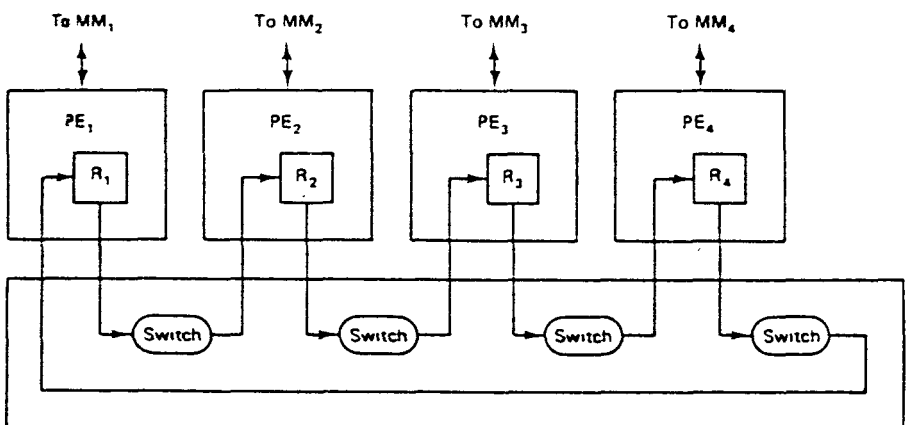 To MM₁ To MM₂ To MM₃ To MM₄
PE₁ PE₂ PE₃ PE₄
R₁ R₂ R₃ R₄
Switch Switch Switch Switch